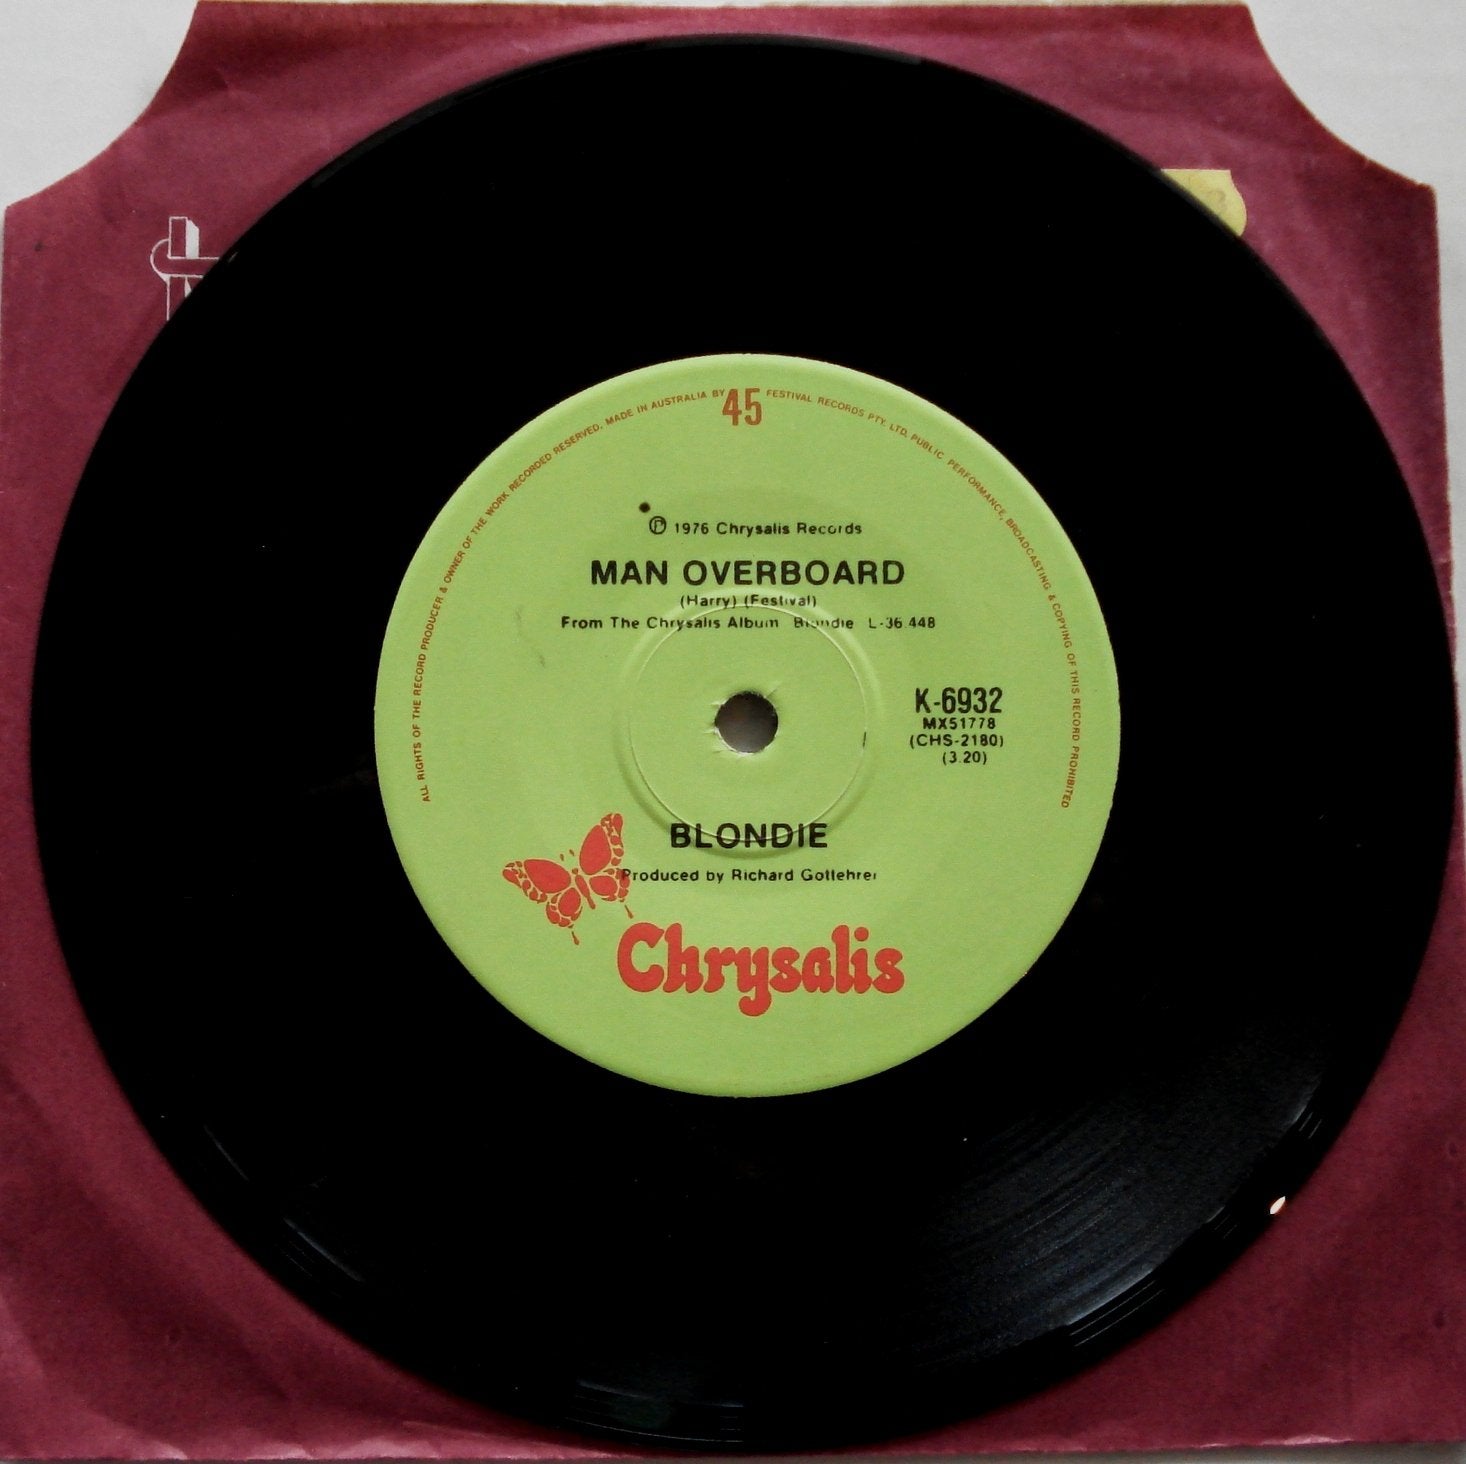 ALL RIGHTS OF THE RECORD PRODUCER & OWNER OF THE WORK RECORDED RESERVED. MADE IN AUSTRALIA BY FESTIVAL RECORDS PTY. LTD. PUBLIC PERFORMANCE, BROADCASTING & COPYING OF THIS RECORD PROHIBITED
45
℗ 1976 Chrysalis Records
MAN OVERBOARD
(Harry) (Festival)
From The Chrysalis Album Blondie L-36.448
K-6932
MX51778
(CHS-2180)
(3.20)
BLONDIE
Produced by Richard Gottehrer
Chrysalis